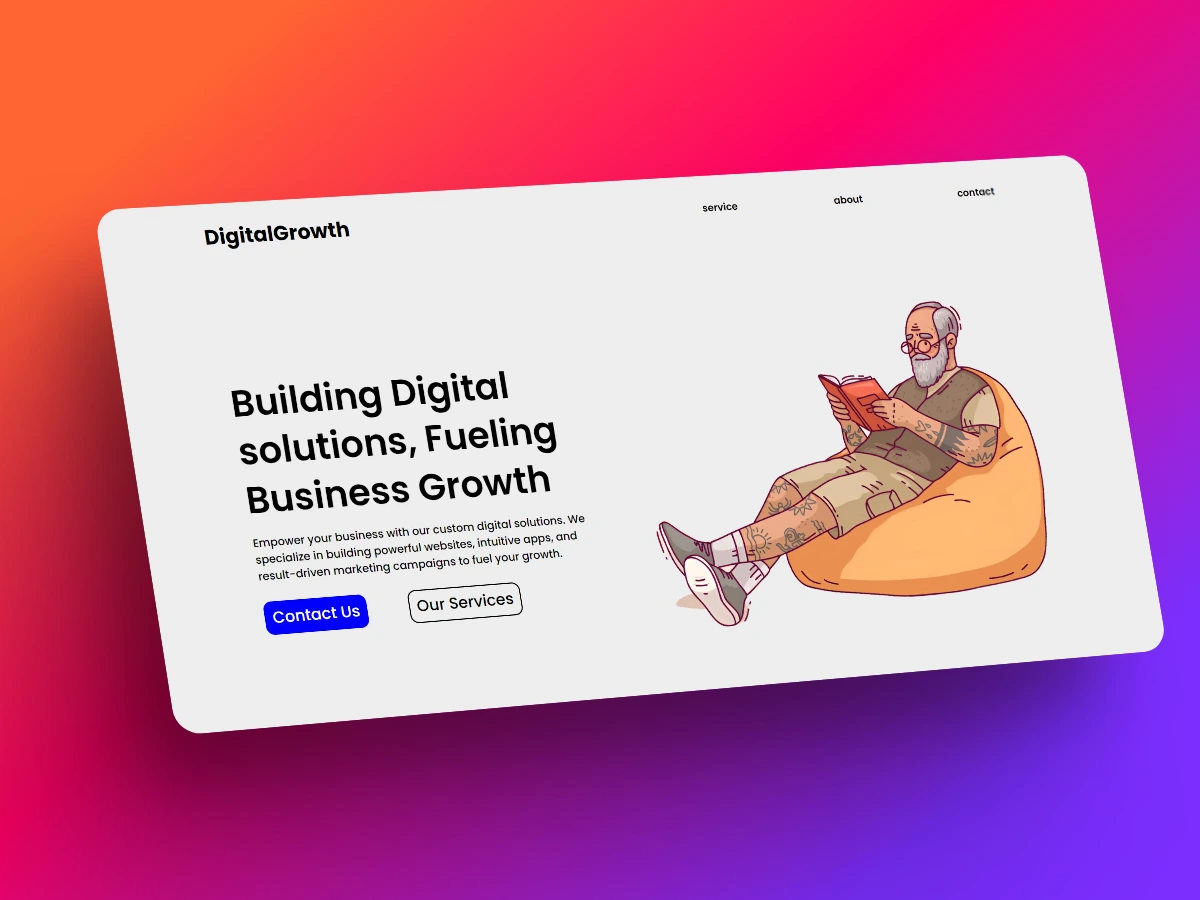 DigitalGrowth
service
about
contact
Building Digital
solutions, Fueling
Business Growth
Empower your business with our custom digital solutions. We
specialize in building powerful websites, intuitive apps, and
result-driven marketing campaigns to fuel your growth.
Contact Us
Our Services